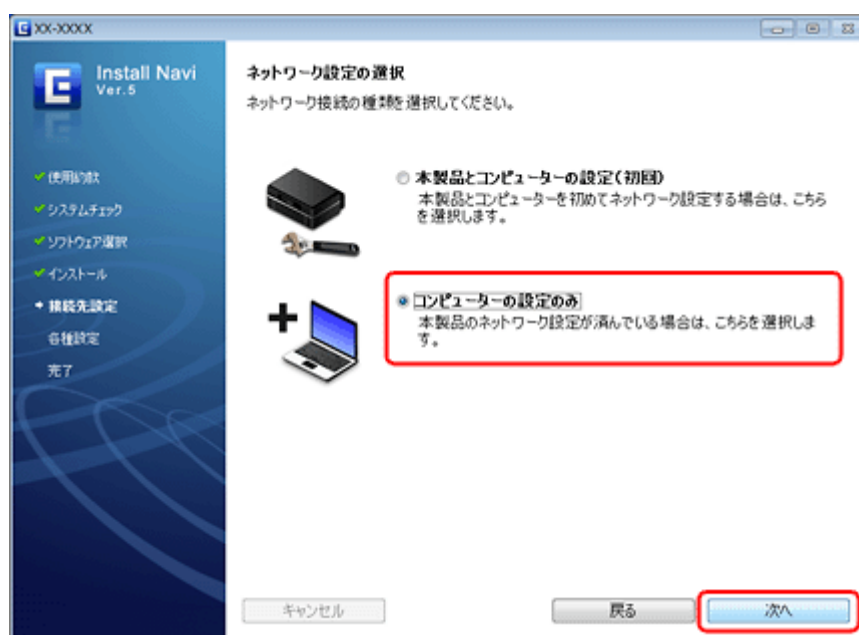 XX-XXXX
Install Navi
Ver.5
使用約款
システムチェック
ソフトウェア選択
インストール
接続先設定
各種設定
完了
ネットワーク設定の選択
ネットワーク接続の種類を選択してください。
本製品とコンピューターの設定(初回)
本製品とコンピューターを初めてネットワーク設定する場合は、こちら
を選択します。
コンピューターの設定のみ
本製品のネットワーク設定が済んでいる場合は、こちらを選択しま
す。
キャンセル
戻る
次へ